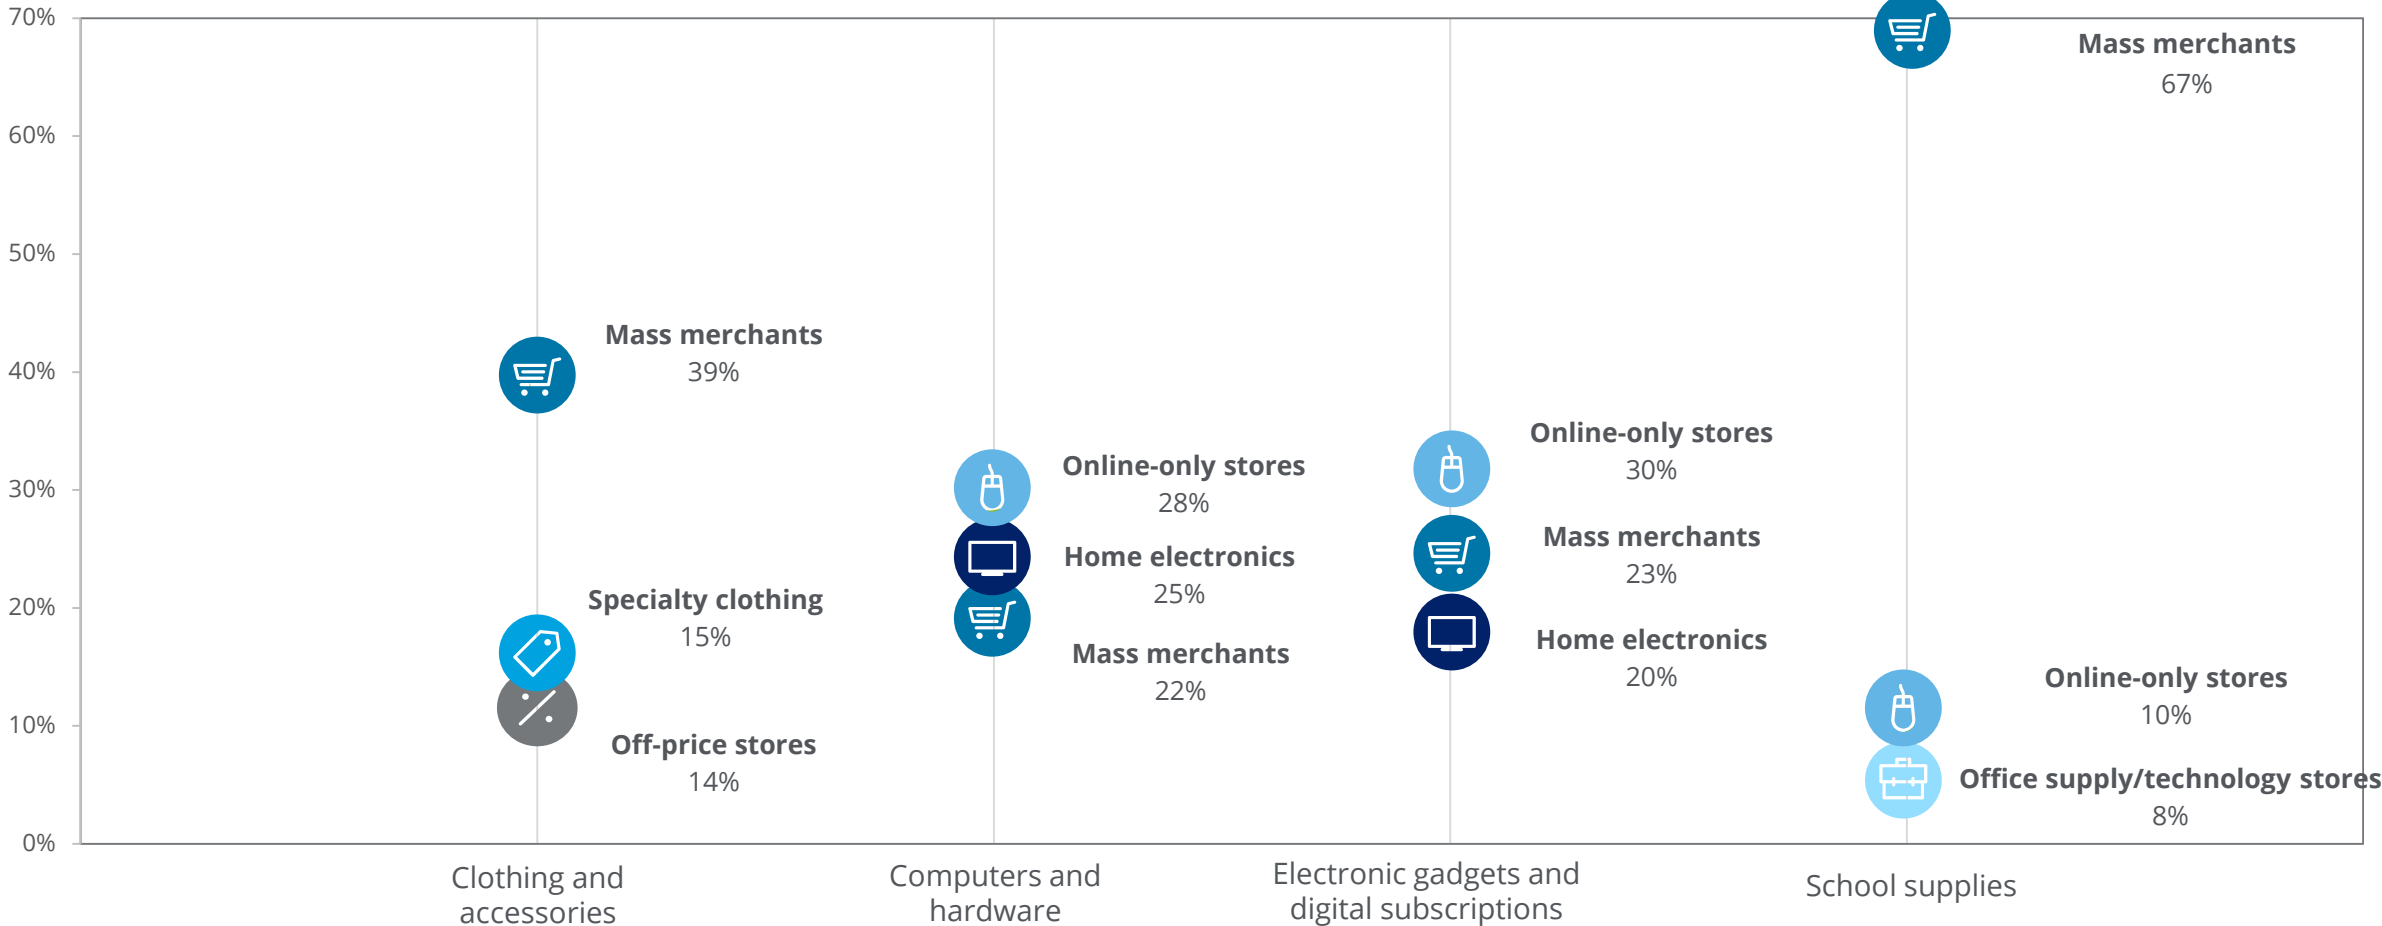 70%
60%
50%
40%
30%
20%
10%
0%
Mass merchants
39%
Specialty clothing
15%
Off-price stores
14%
Online-only stores
28%
Home electronics
25%
Mass merchants
22%
Online-only stores
30%
Mass merchants
23%
Home electronics
20%
Mass merchants
67%
Online-only stores
10%
Office supply/technology stores
8%
Clothing and
accessories
Computers and
hardware
Electronic gadgets and
digital subscriptions
School supplies